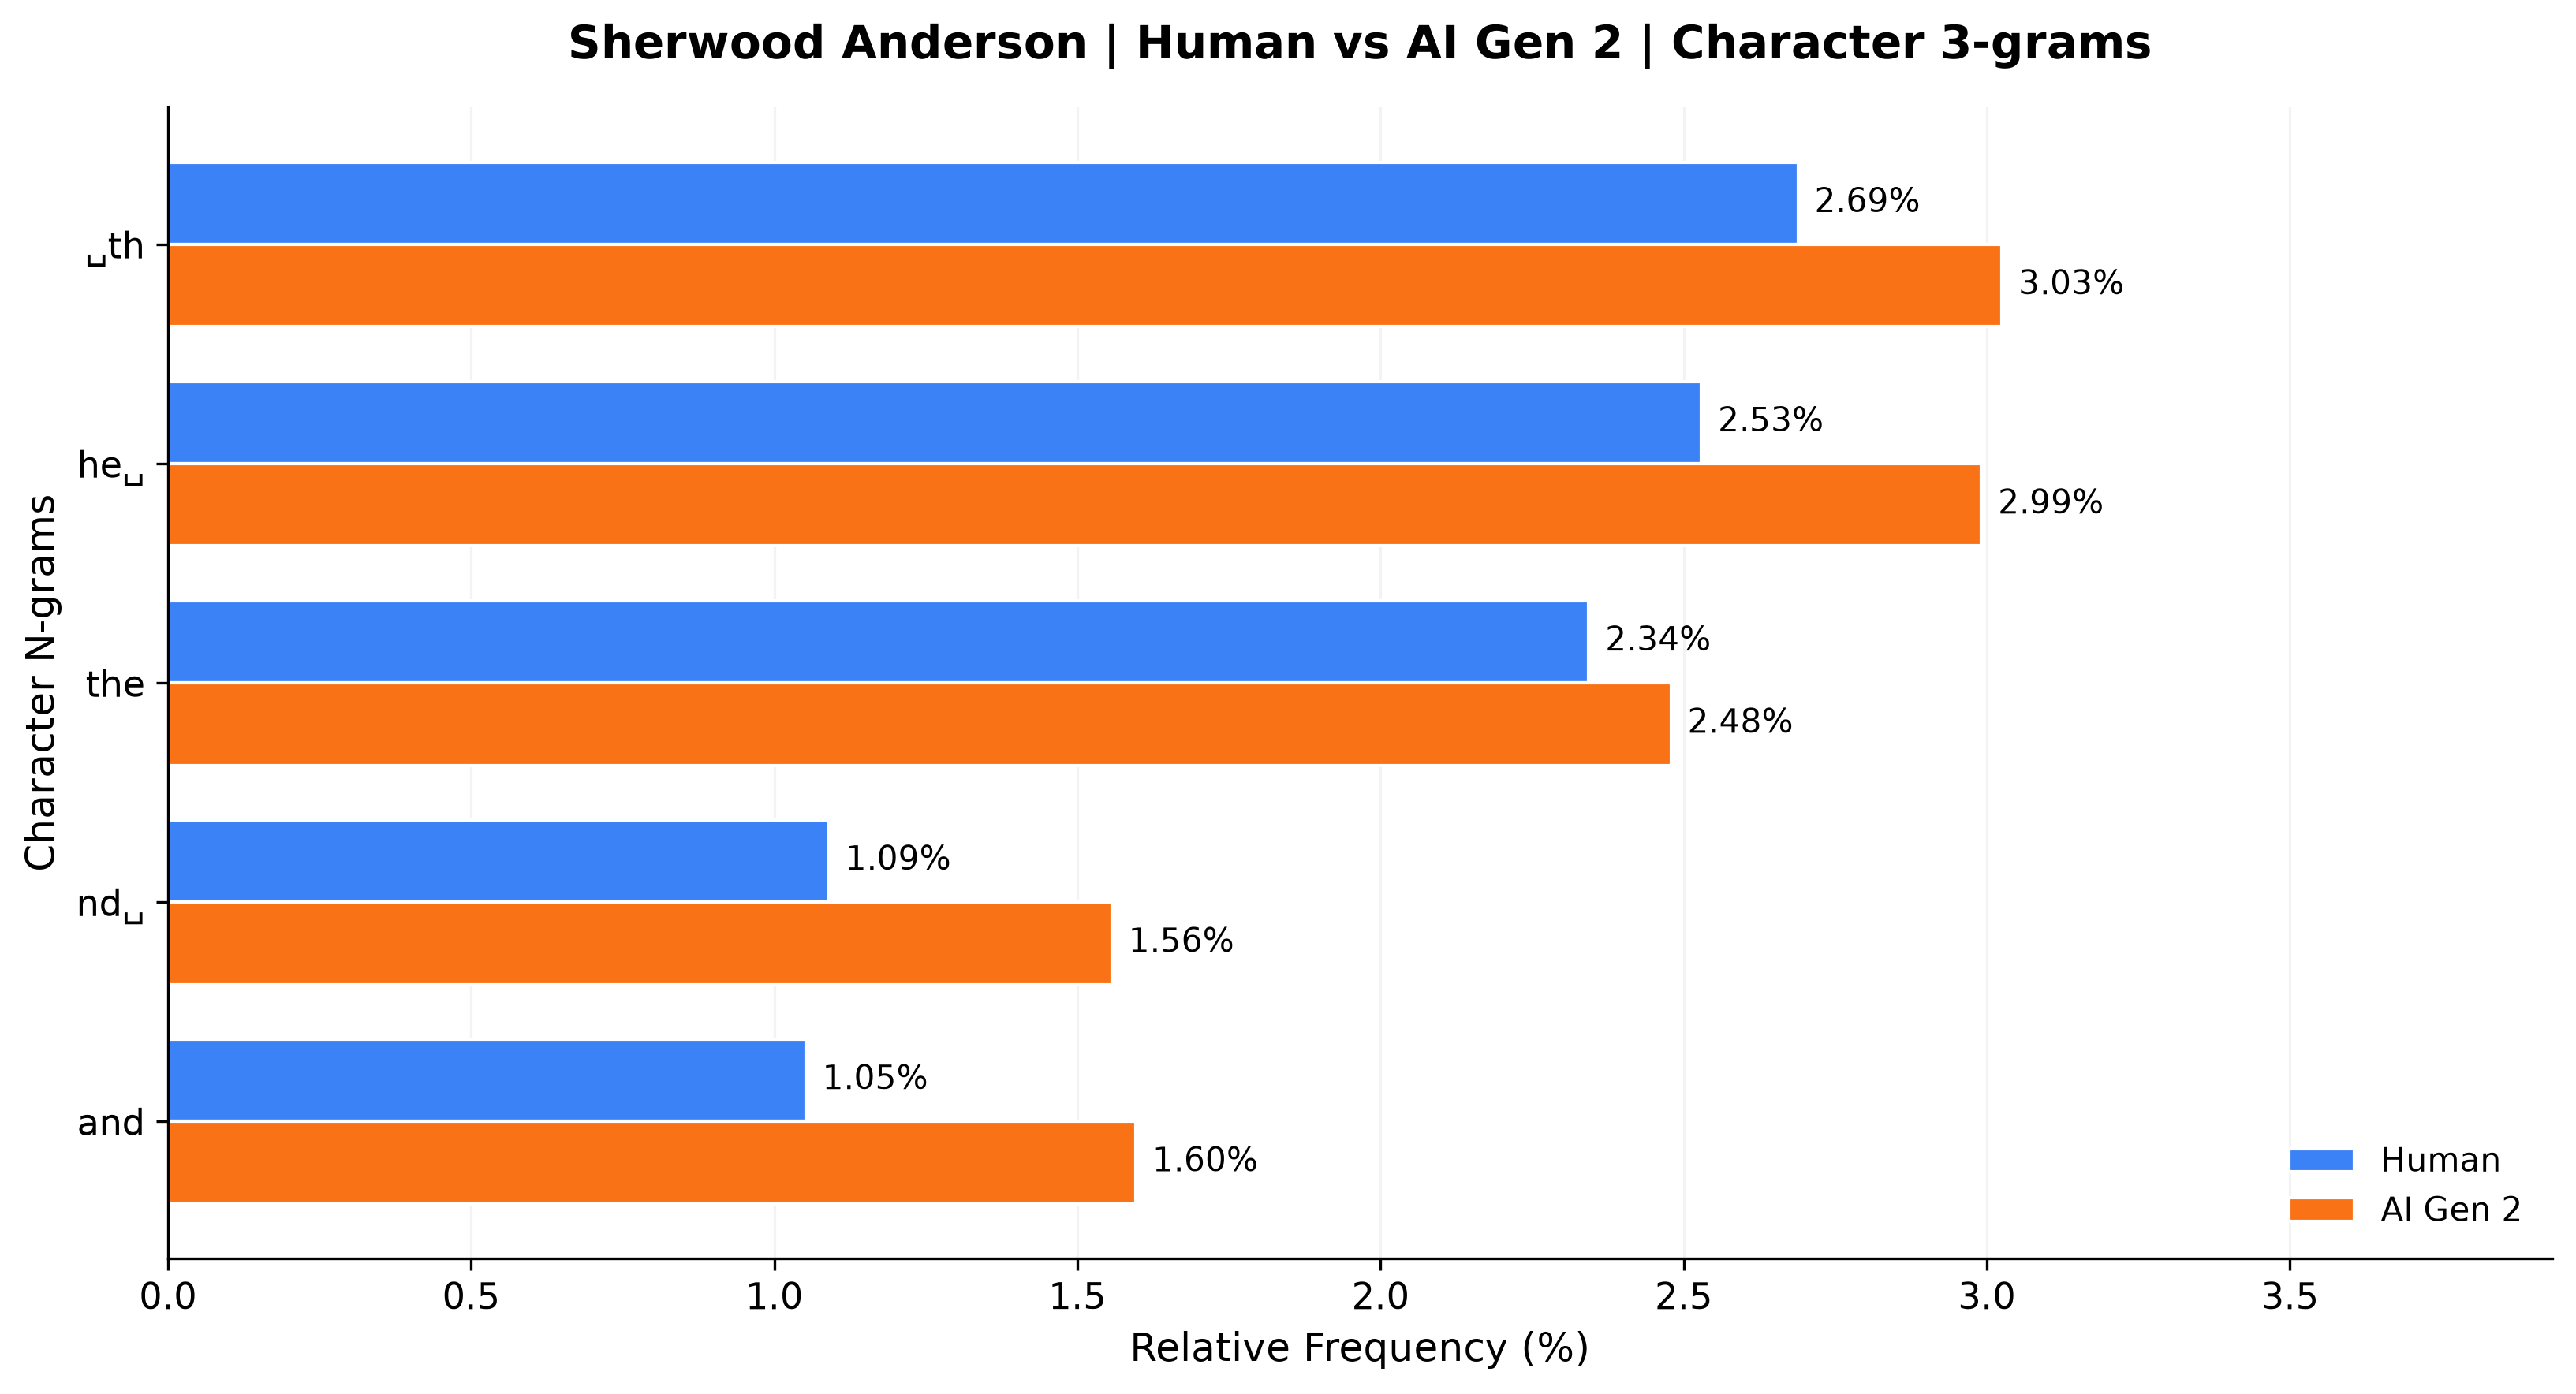 Sherwood Anderson | Human vs AI Gen 2 | Character 3-grams
Character N-grams
␣th
2.69%
3.03%
he␣
2.53%
2.99%
the
2.34%
2.48%
nd␣
1.09%
1.56%
and
1.05%
1.60%
Human
AI Gen 2
0.0 0.5 1.0 1.5 2.0 2.5 3.0 3.5
Relative Frequency (%)